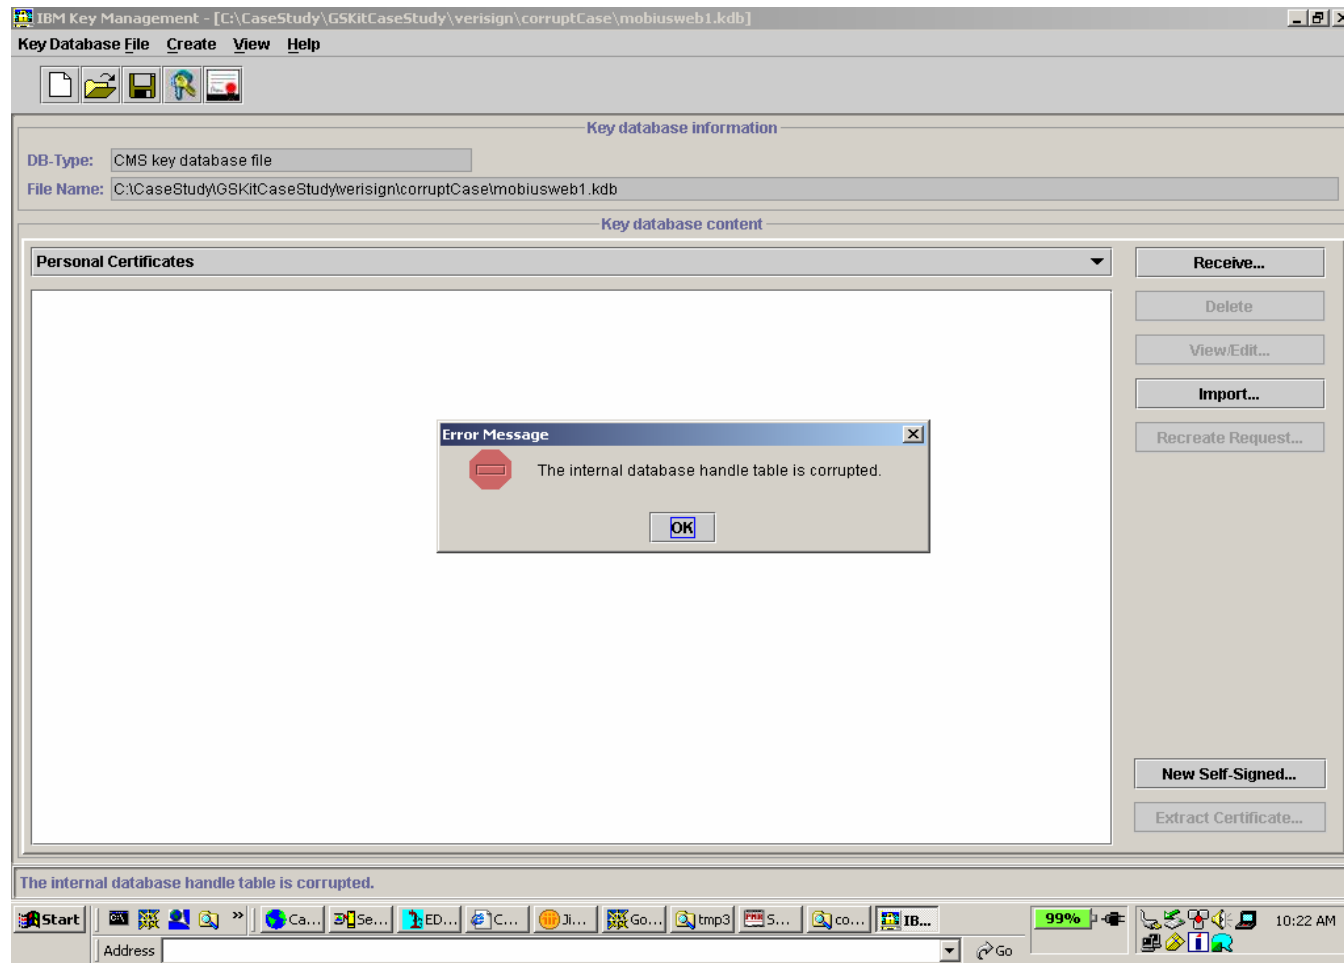 IBM Key Management - [C:\CaseStudy\GSKitCaseStudy\verisign\corruptCase\mobiusweb1.kdb]
Key Database File Create View Help
Key database information
DB-Type: CMS key database file
File Name: C:\CaseStudy\GSKitCaseStudy\verisign\corruptCase\mobiusweb1.kdb
Key database content
Personal Certificates
Receive...
Delete
View/Edit...
Import...
Recreate Request...
Error Message
The internal database handle table is corrupted.
OK
New Self-Signed...
Extract Certificate...
The internal database handle table is corrupted.
Start » Ca... Se... ED... C... Ji... Go... tmp3 S... co... IB... 99% 10:22 AM
Address Go